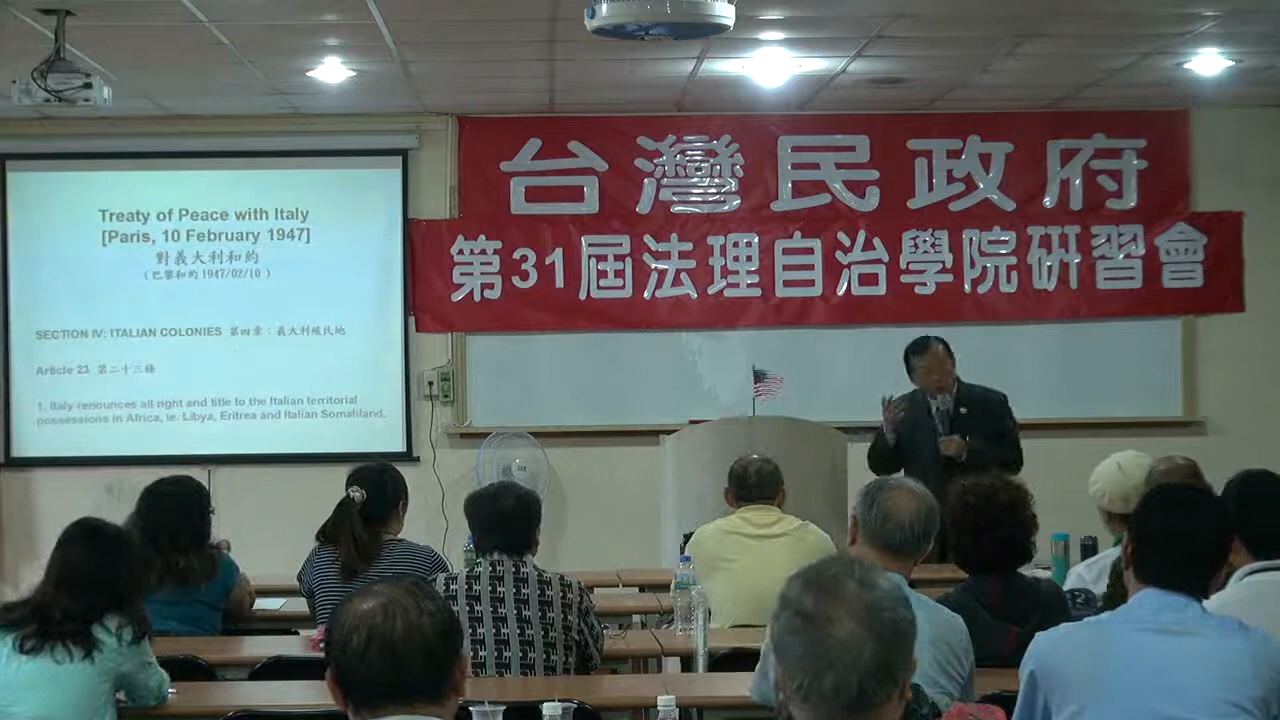 Treaty of Peace with Italy
[Paris, 10 February 1947]
對義大利和約
(巴黎和約 1947/02/10 )
SECTION IV: ITALIAN COLONIES 第四章：義大利殖民地
Article 23 第二十三條
1. Italy renounces all right and title to the Italian territorial
possessions in Africa, ie. Libya, Eritrea and Italian Somaliland.
台灣民政府
第31屆法理自治學院研習會